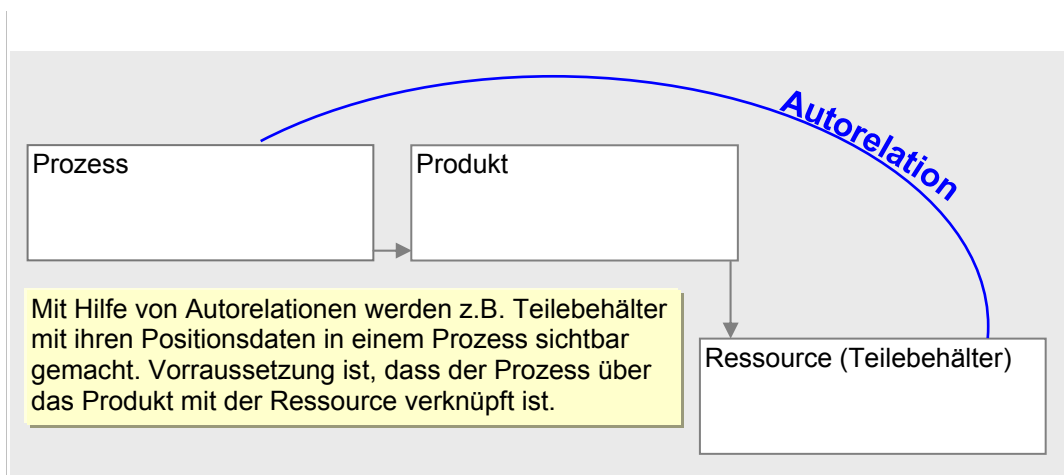 Autorelation
Prozess
Produkt
Mit Hilfe von Autorelationen werden z.B. Teilebehälter
mit ihren Positionsdaten in einem Prozess sichtbar
gemacht. Vorraussetzung ist, dass der Prozess über
das Produkt mit der Ressource verknüpft ist.
Ressource (Teilebehälter)